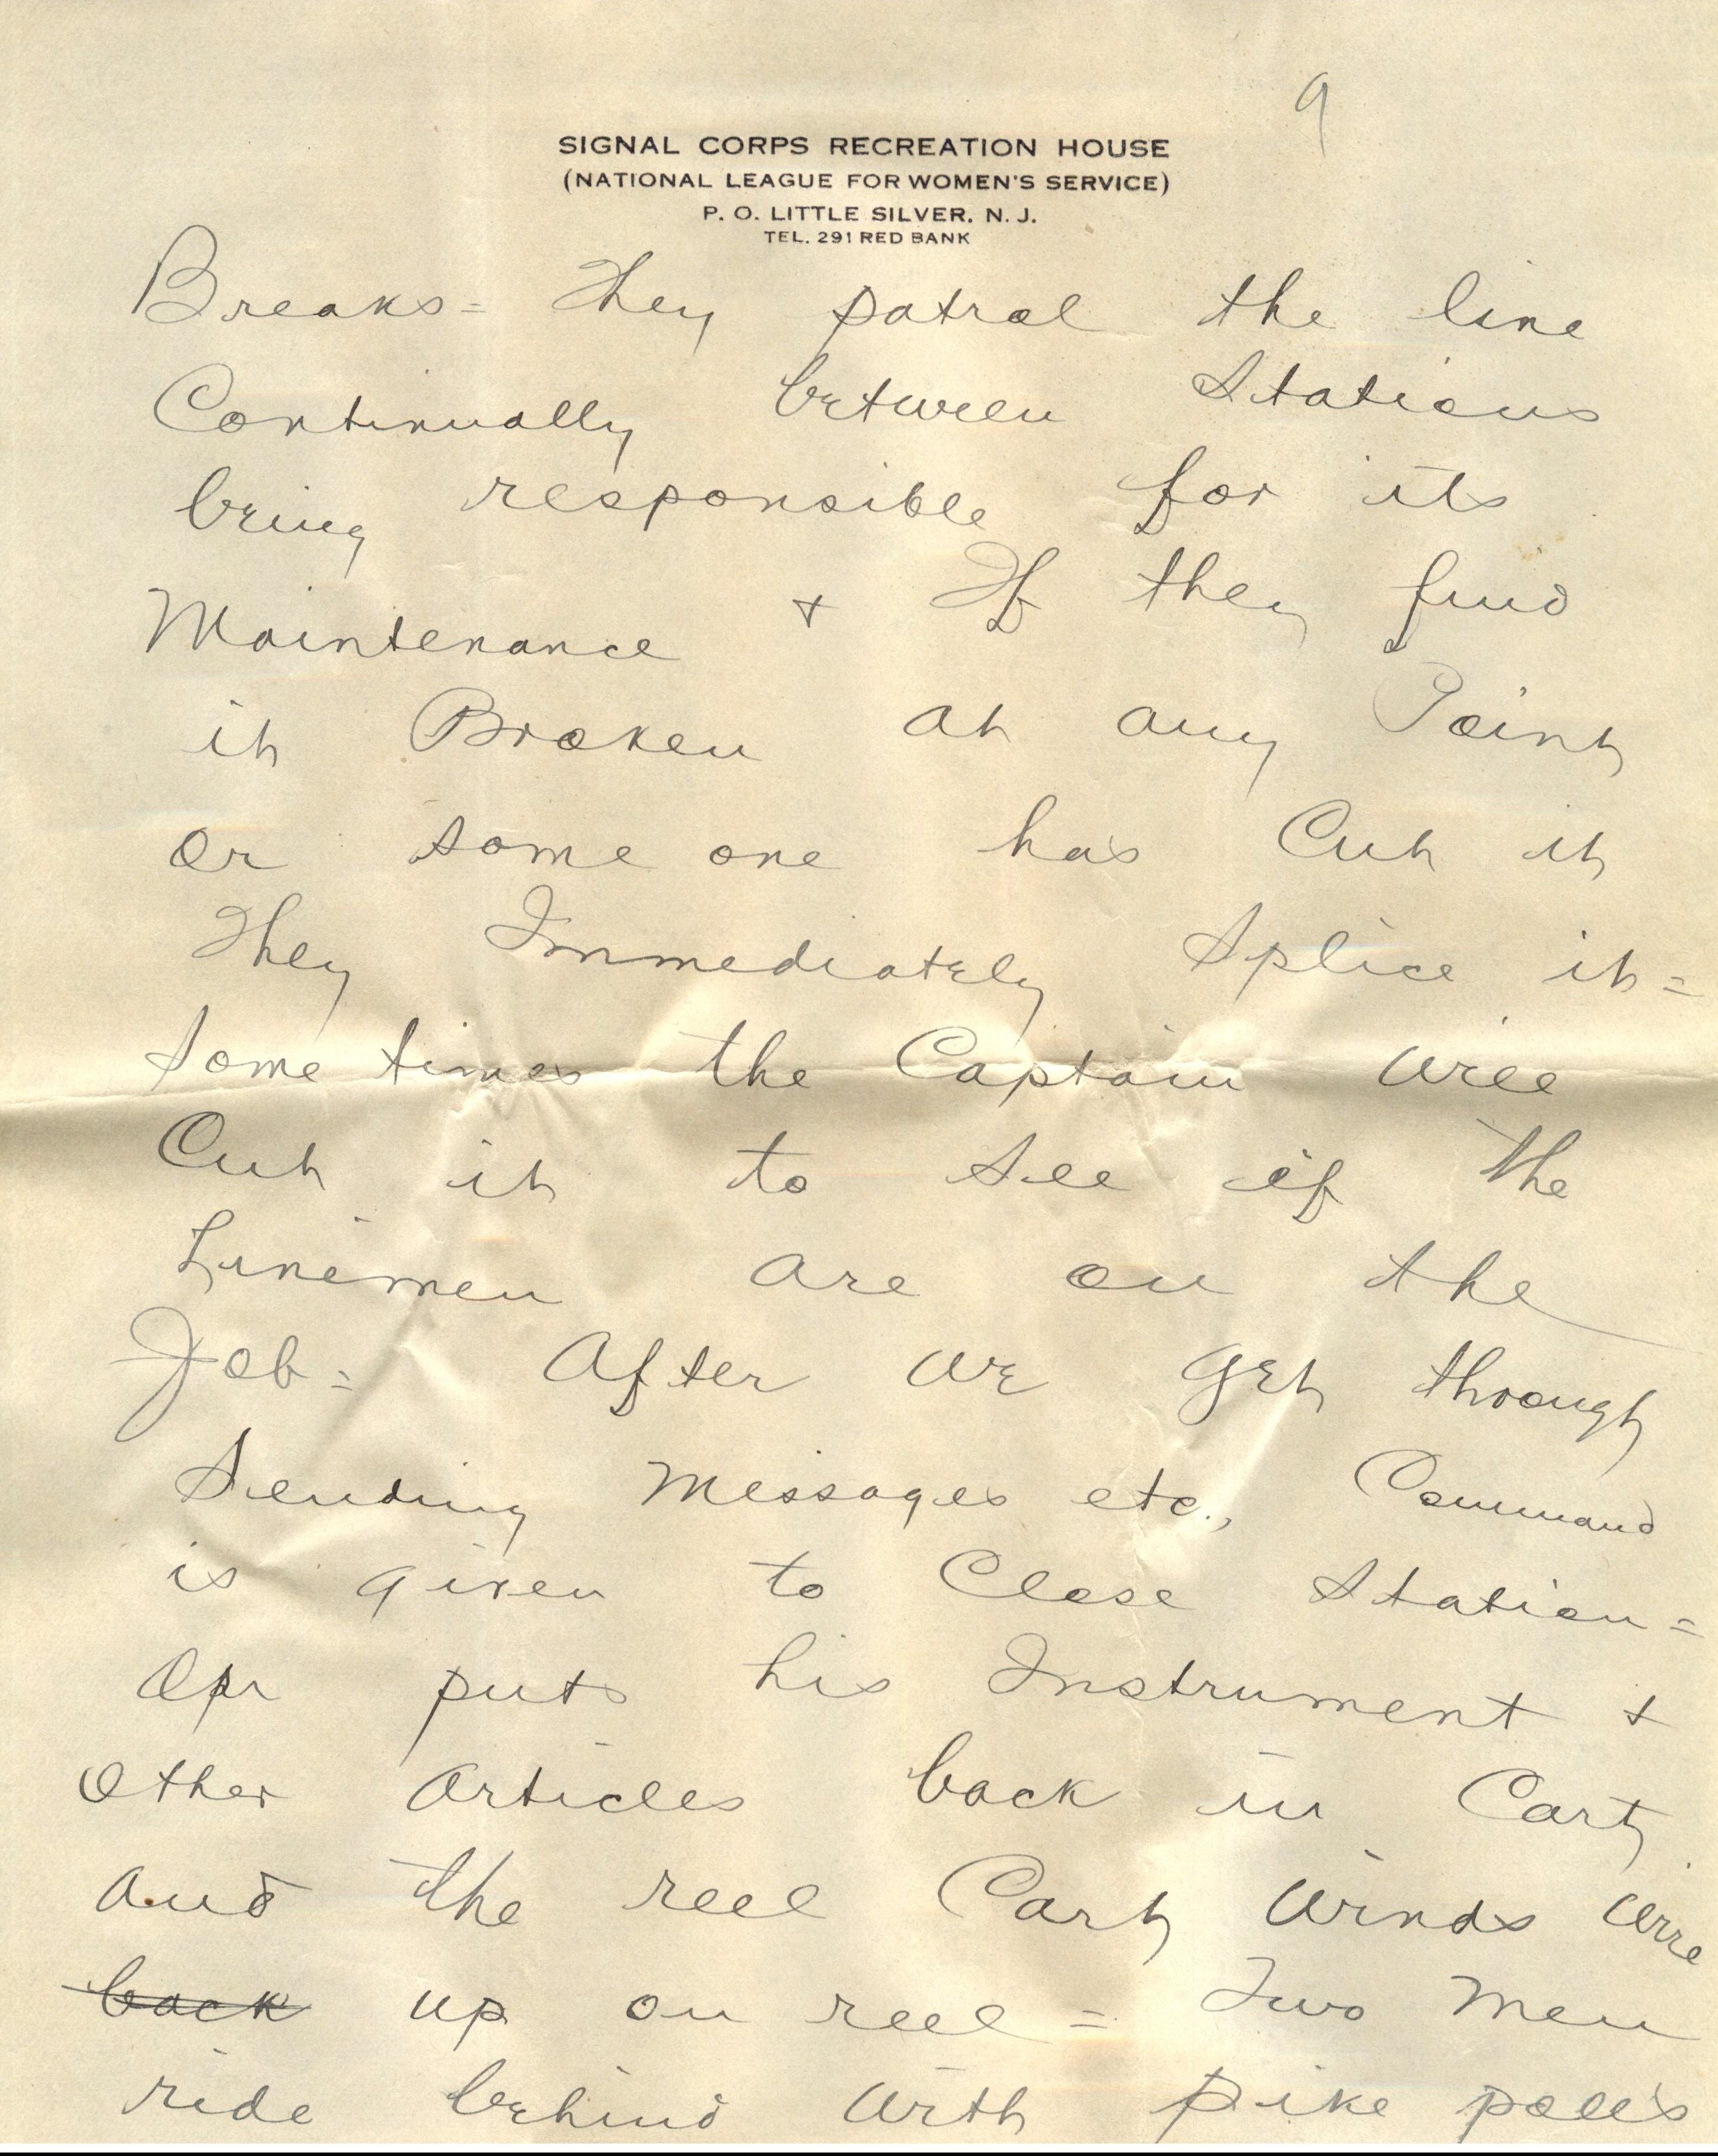 9
SIGNAL CORPS RECREATION HOUSE
(NATIONAL LEAGUE FOR WOMEN'S SERVICE)
P. O. LITTLE SILVER, N. J.
TEL. 291 RED BANK
Breaks = They patrol the line
Continually between Stations
being responsible for its
Maintenance + If they find
it Broken at any Point
or some one has Cut it
They Immediately Splice it =
Some times the Captain will
Cut it to See if the
Linemen are on the
Job = After we get through
Sending Messages etc., Command
is given to Close Station =
Opr puts his Instrument +
Other Articles back in Cart
and the reel Cart Winds Wire
back up on reel = Two Men
ride behind with pike poles